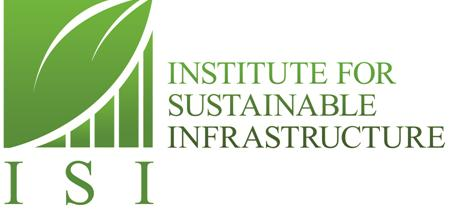 INSTITUTE FOR
SUSTAINABLE
INFRASTRUCTURE
I S I